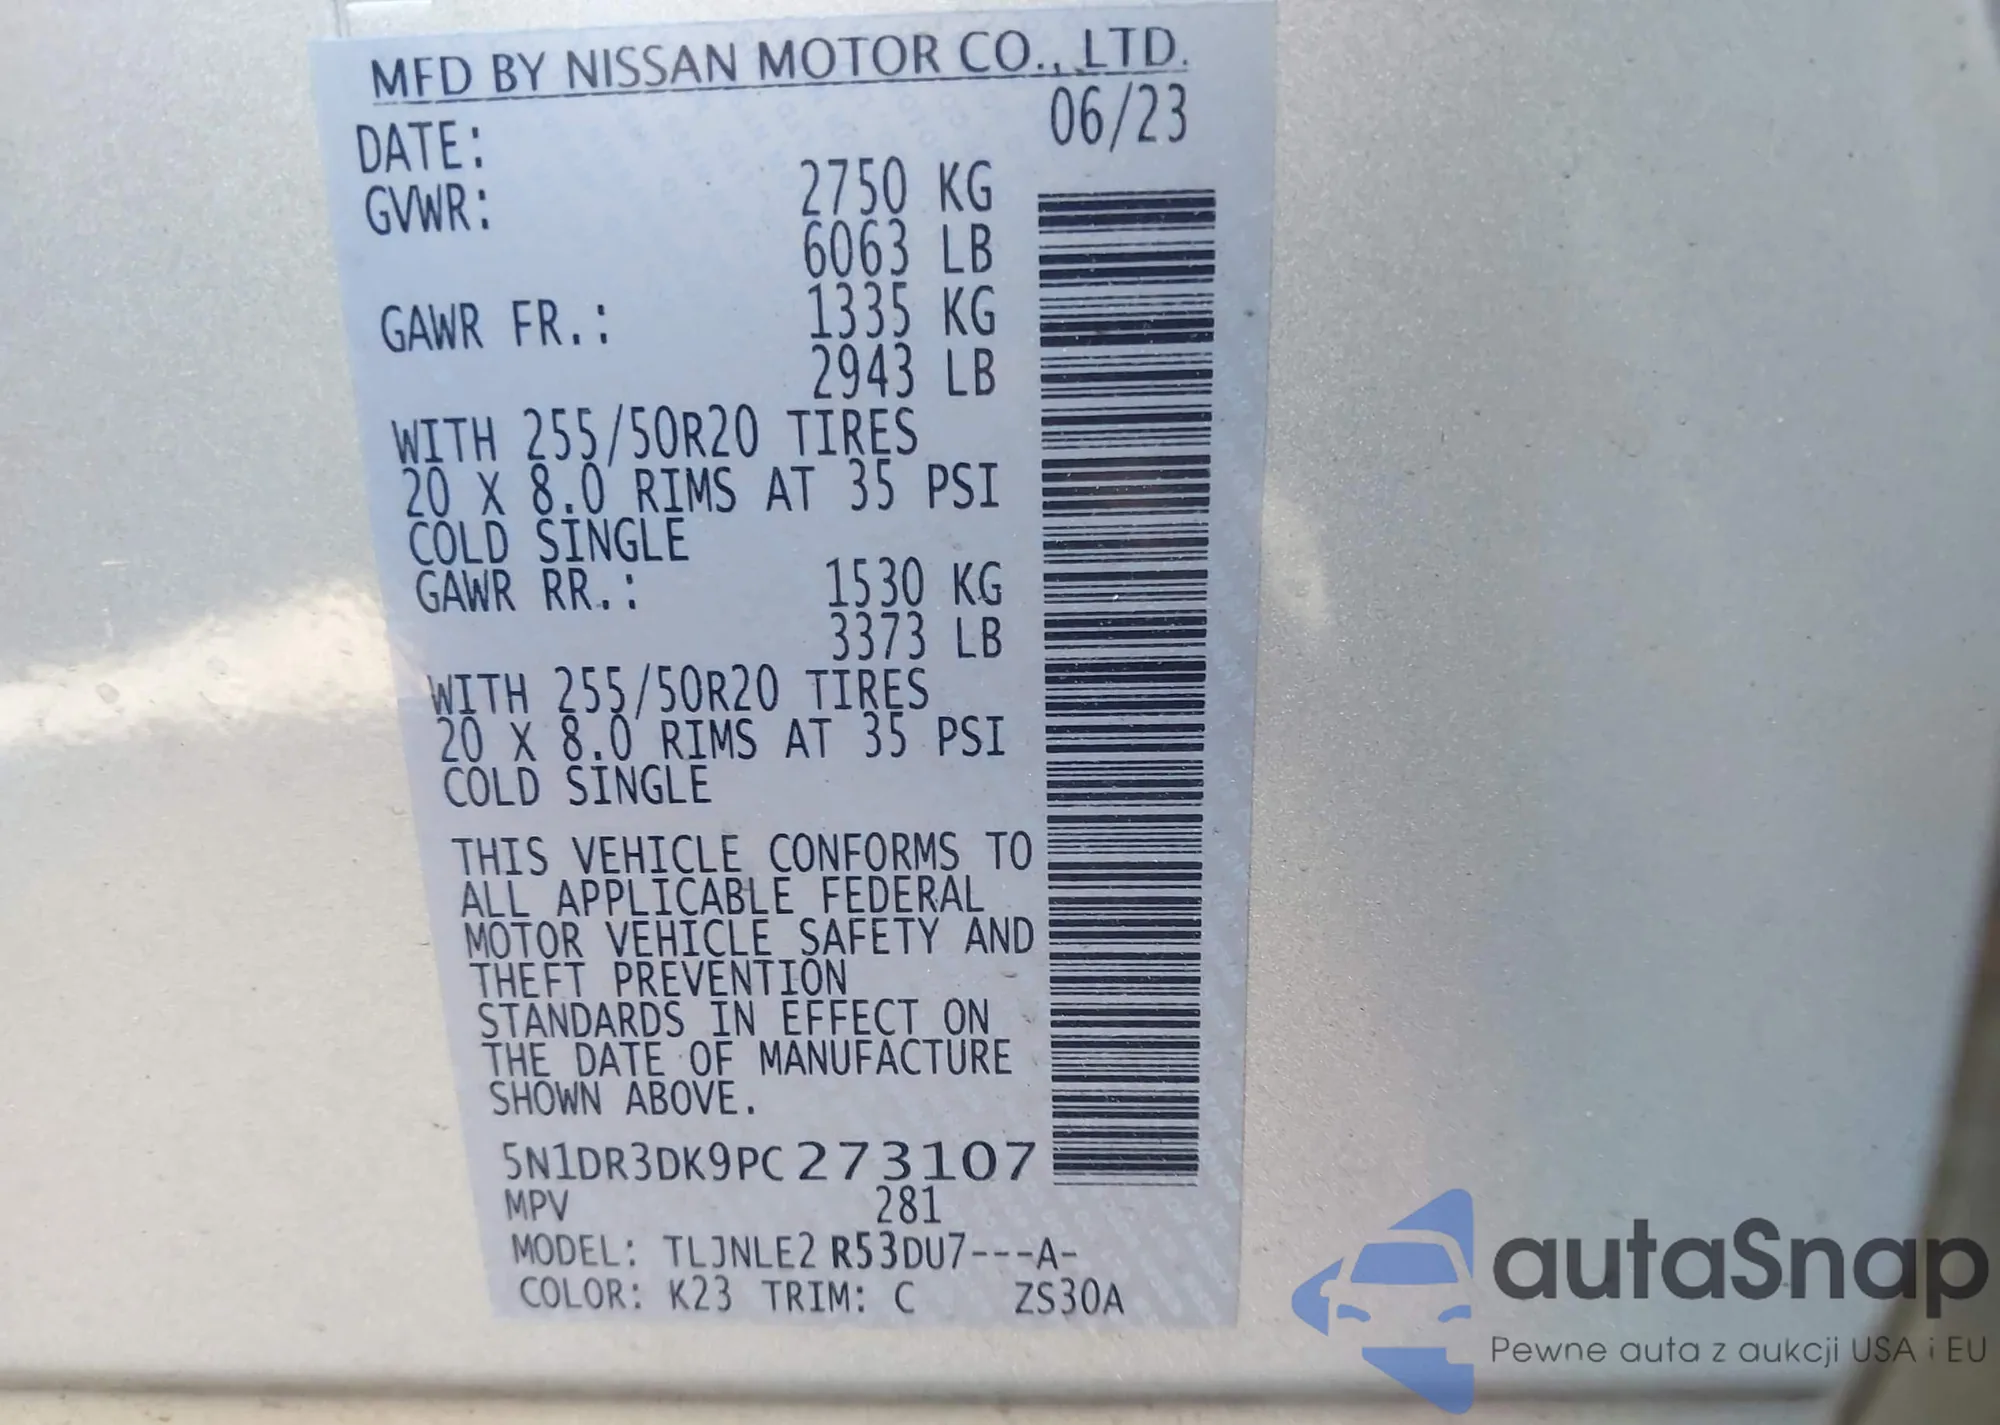 MFD BY NISSAN MOTOR CO., LTD.
DATE: 06/23
GVWR: 2750 KG
6063 LB
GAWR FR.: 1335 KG
2943 LB
WITH 255/50R20 TIRES
20 X 8.0 RIMS AT 35 PSI
COLD SINGLE
GAWR RR.: 1530 KG
3373 LB
WITH 255/50R20 TIRES
20 X 8.0 RIMS AT 35 PSI
COLD SINGLE
THIS VEHICLE CONFORMS TO
ALL APPLICABLE FEDERAL
MOTOR VEHICLE SAFETY AND
THEFT PREVENTION
STANDARDS IN EFFECT ON
THE DATE OF MANUFACTURE
SHOWN ABOVE.
5N1DR3DK9PC273107
MPV 281
MODEL: TLJNLE2 R53DU7---A-
COLOR: K23 TRIM: C ZS30A
autaSnap
Pewne auta z aukcji USA i EU